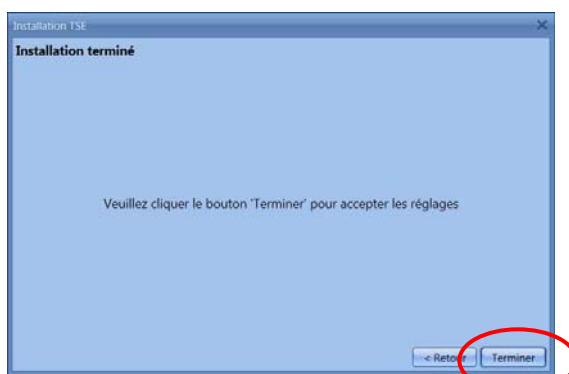 Installation TSE
Installation terminé
Veuillez cliquer le bouton 'Terminer' pour accepter les réglages
< Retour
Terminer